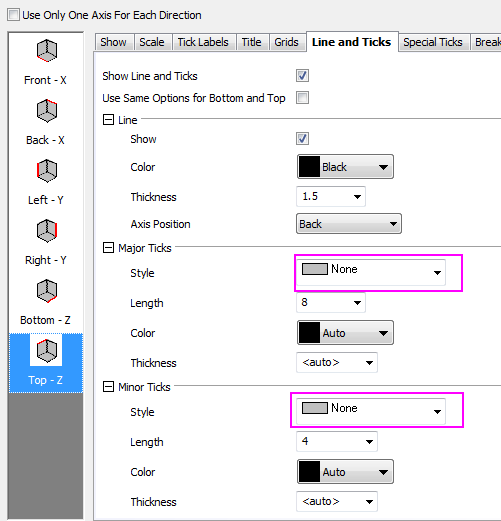 Use Only One Axis For Each Direction
Show Scale Tick Labels Title Grids Line and Ticks Special Ticks Break
Front - X
Back - X
Left - Y
Right - Y
Bottom - Z
Top - Z
Show Line and Ticks
Use Same Options for Bottom and Top
Line
Show
Color Black
Thickness 1.5
Axis Position Back
Major Ticks
Style None
Length 8
Color Auto
Thickness <auto>
Minor Ticks
Style None
Length 4
Color Auto
Thickness <auto>